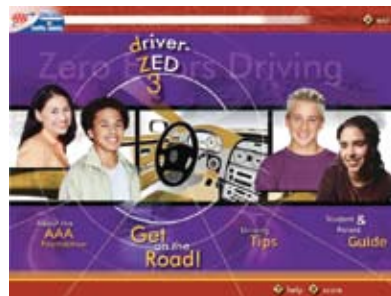 AAA
exit
Zero Errors Driving
driver-
ZED
3
About the
AAA
Foundation
Get
on the
Road!
Driving
Tips
Student &
Parent
Guide
help
score